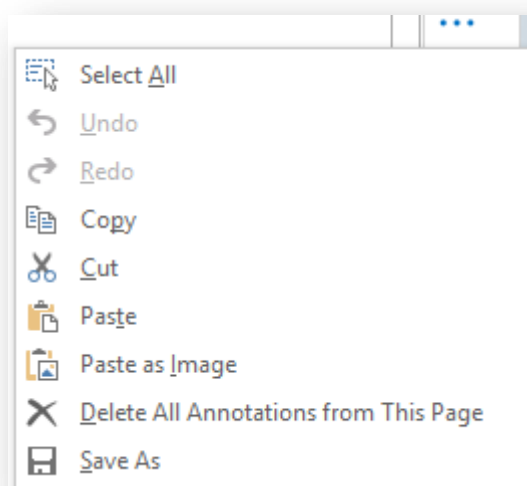 Select All
Undo
Redo
Copy
Cut
Paste
Paste as Image
Delete All Annotations from This Page
Save As